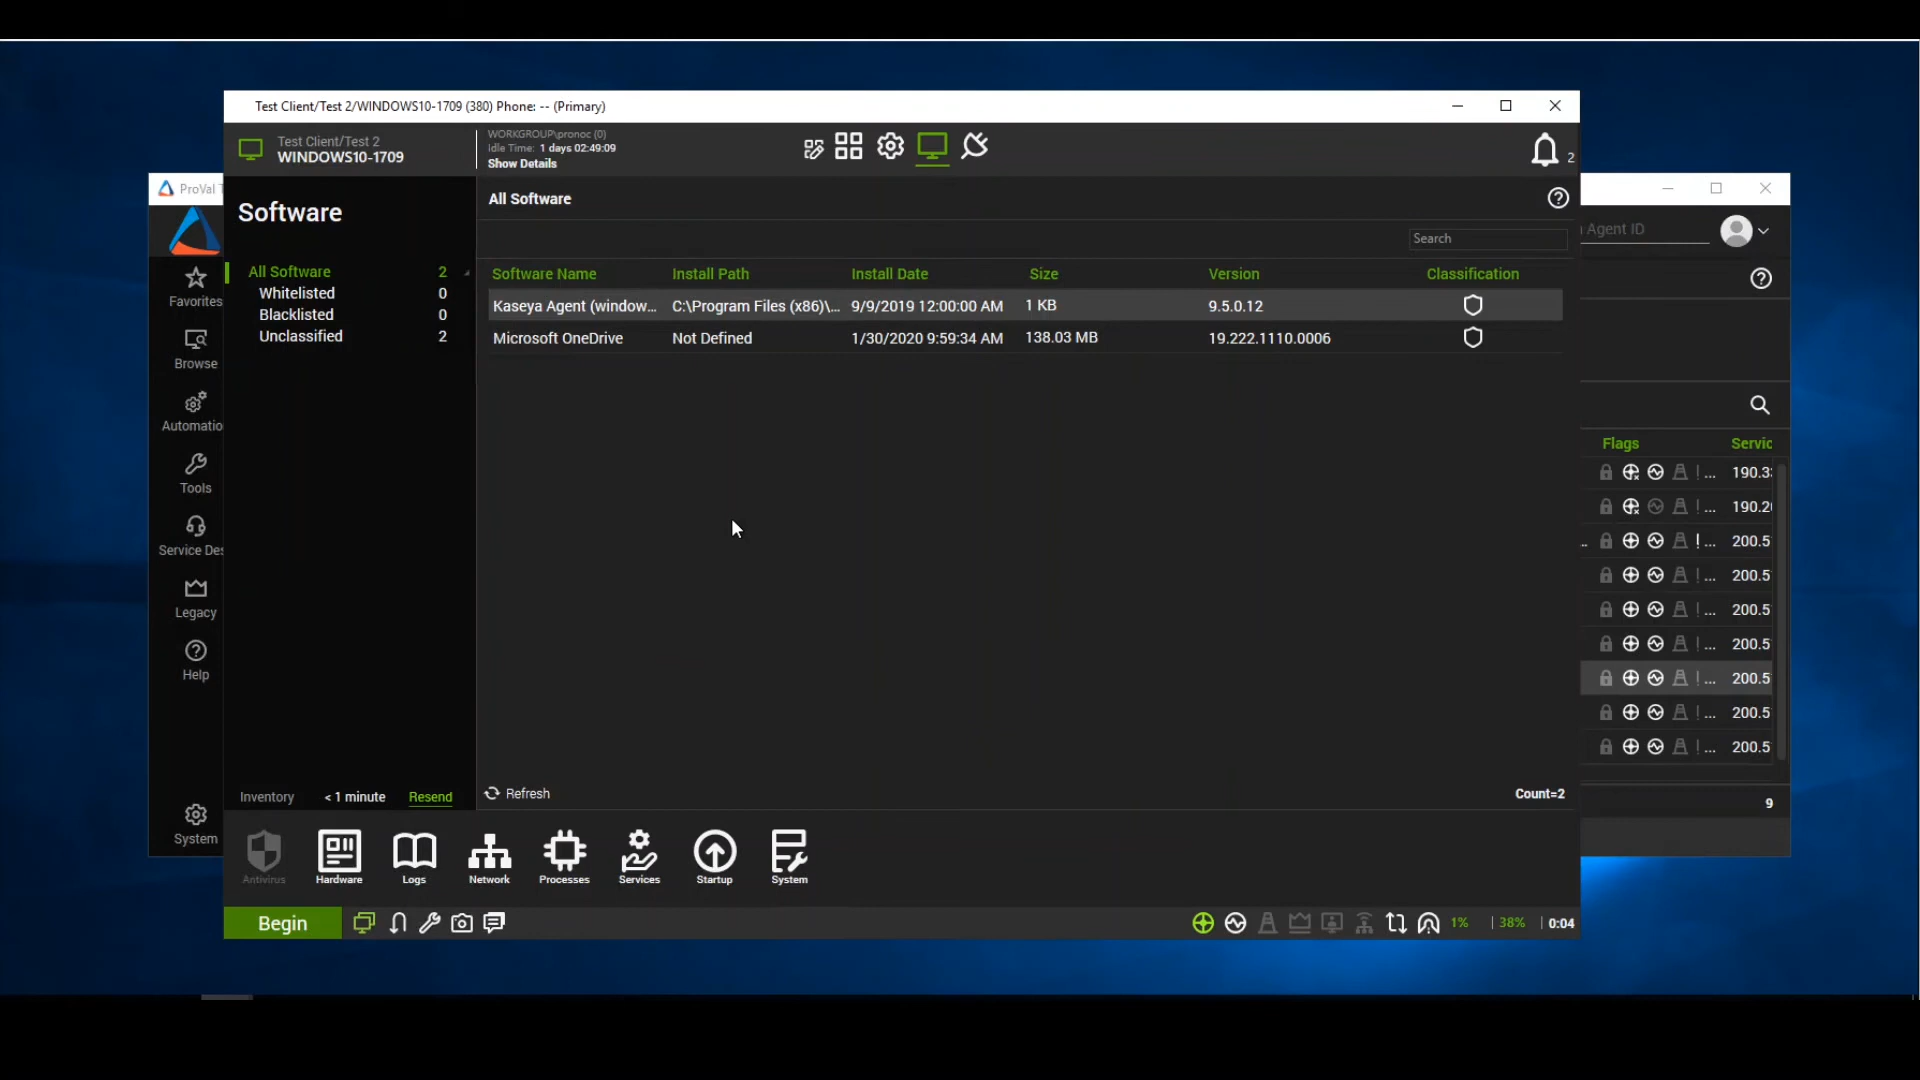 Test Client/Test 2/WINDOWS10-1709 (380) Phone: -- (Primary)
Test Client/Test 2
WINDOWS10-1709
WORKGROUP\pronoc (0)
Idle Time: 1 days 02:49:09
Show Details
2
ProVal T
Agent ID
Software
All Software
Search
All Software 2
Whitelisted 0
Blacklisted 0
Unclassified 2
Software Name Install Path Install Date Size Version Classification
Kaseya Agent (window... C:\Program Files (x86)\... 9/9/2019 12:00:00 AM 1 KB 9.5.0.12
Microsoft OneDrive Not Defined 1/30/2020 9:59:34 AM 138.03 MB 19.222.1110.0006
Favorites
Browse
Automatio
Tools
Service Des
Legacy
Help
System
Flags Servic
... 190.3
... 190.2
.. ! ... 200.5
... 200.5
... 200.5
... 200.5
... 200.5
... 200.5
... 200.5
9
Inventory < 1 minute Resend
Refresh
Count=2
Antivirus Hardware Logs Network Processes Services Startup System
Begin
1% | 38% | 0:04